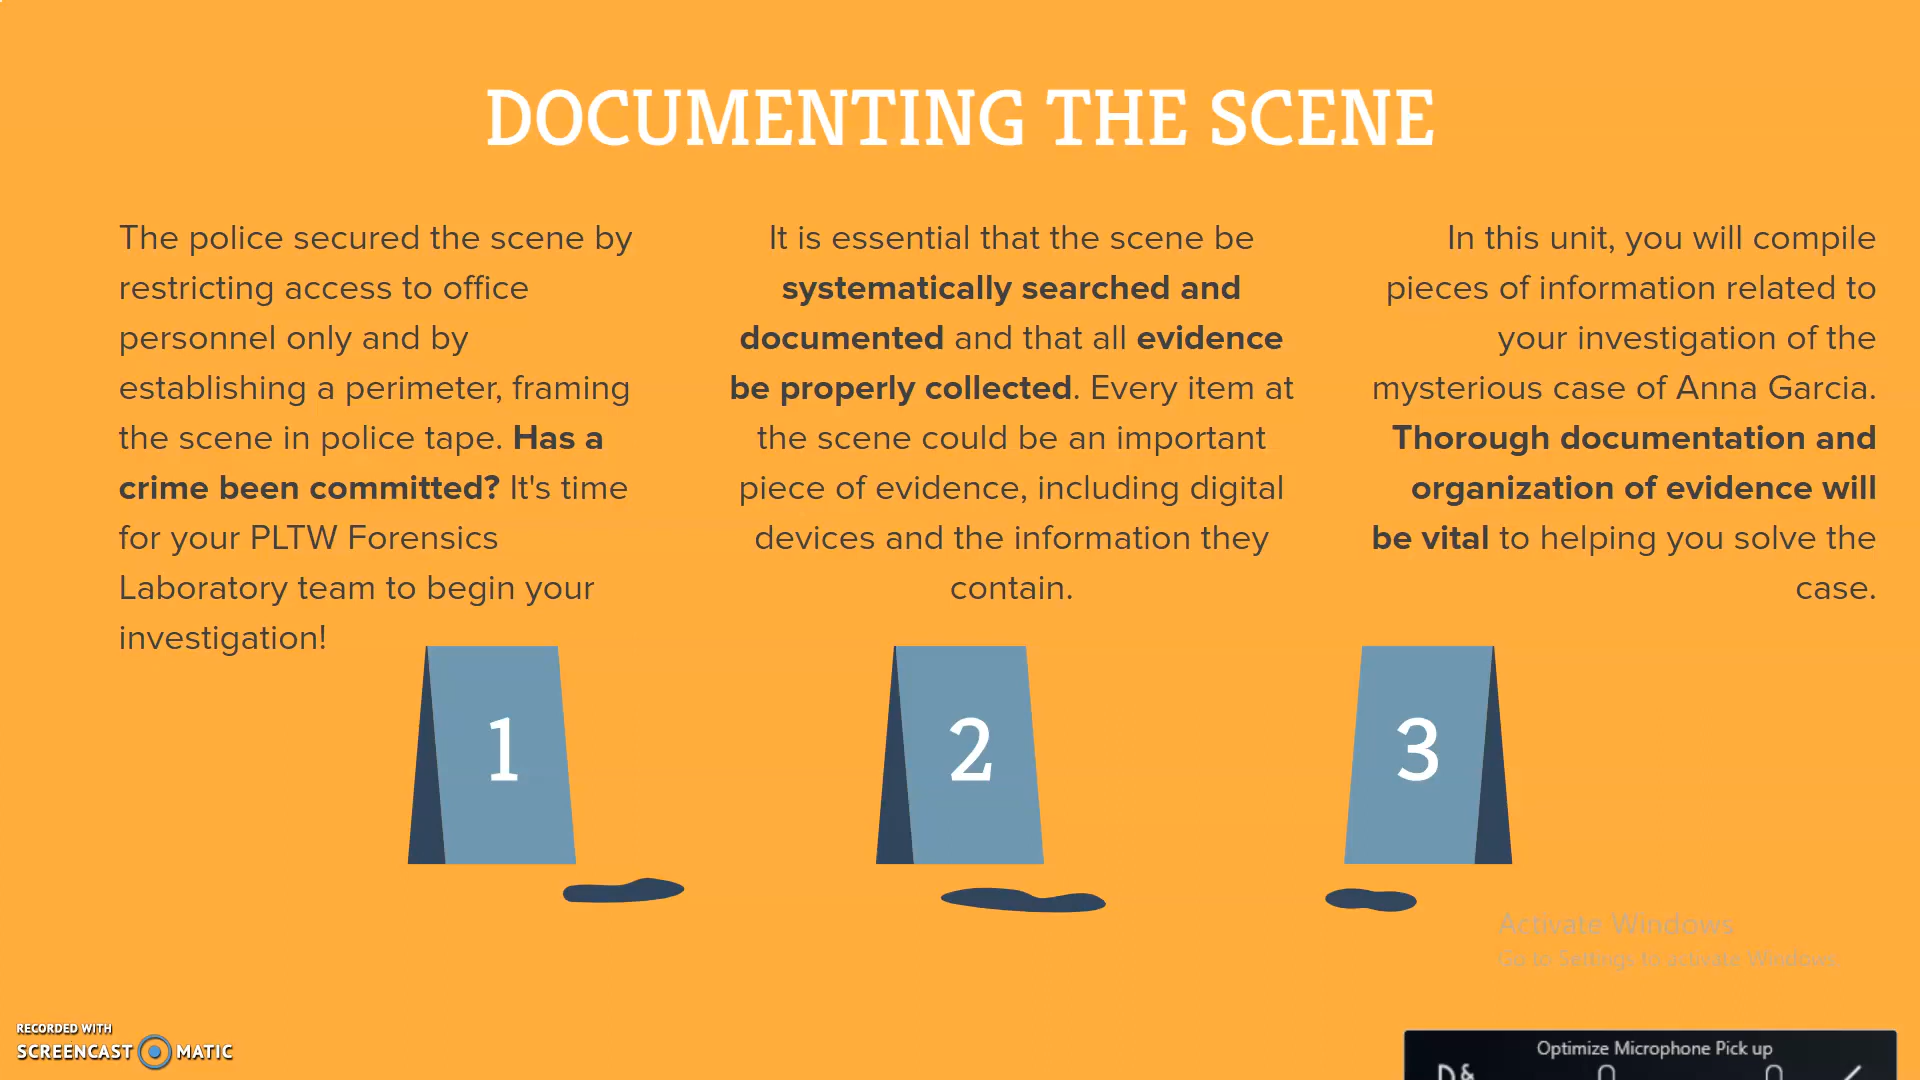 DOCUMENTING THE SCENE
The police secured the scene by
restricting access to office
personnel only and by
establishing a perimeter, framing
the scene in police tape. Has a
crime been committed? It's time
for your PLTW Forensics
Laboratory team to begin your
investigation!
It is essential that the scene be
systematically searched and
documented and that all evidence
be properly collected. Every item at
the scene could be an important
piece of evidence, including digital
devices and the information they
contain.
In this unit, you will compile
pieces of information related to
your investigation of the
mysterious case of Anna Garcia.
Thorough documentation and
organization of evidence will
be vital to helping you solve the
case.
1
2
3
Activate Windows
Go to Settings to activate Windows.
RECORDED WITH
SCREENCAST MATIC
Optimize Microphone Pick up